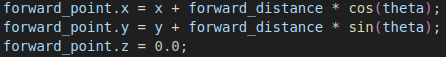 forward_point.x = x + forward_distance * cos(theta);
forward_point.y = y + forward_distance * sin(theta);
forward_point.z = 0.0;